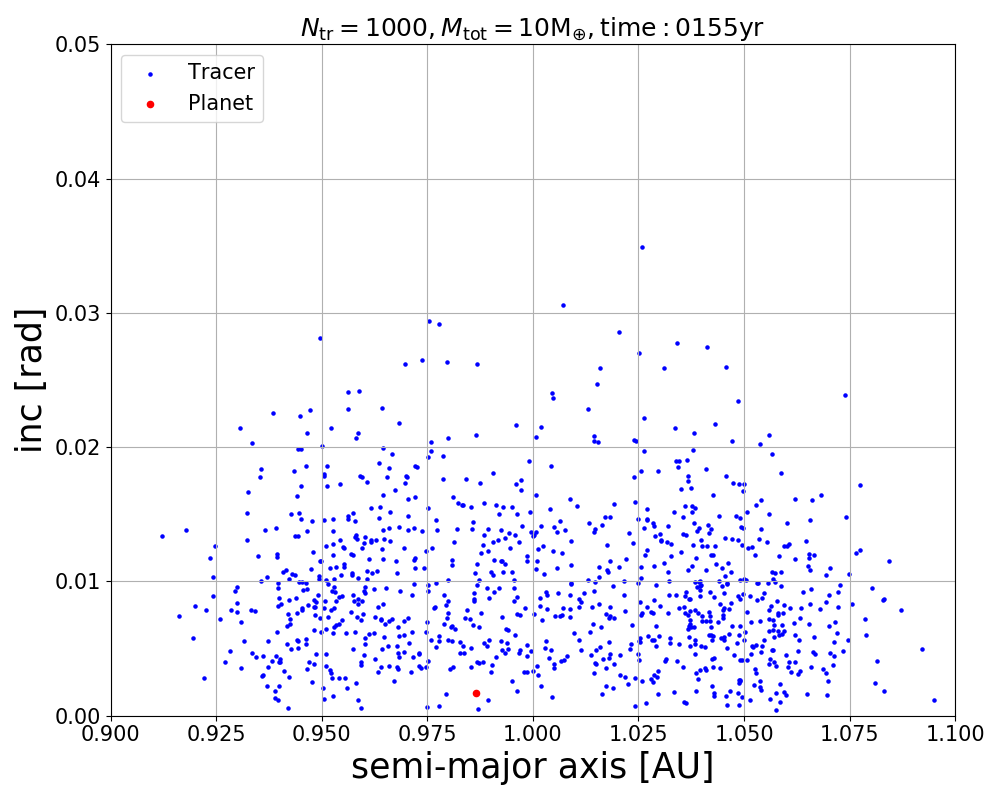 N_tr = 1000, M_tot = 10M_⊕, time : 0155yr
Tracer
Planet
0.05
0.04
0.03
0.02
0.01
0.00
inc [rad]
0.900 0.925 0.950 0.975 1.000 1.025 1.050 1.075 1.100
semi-major axis [AU]